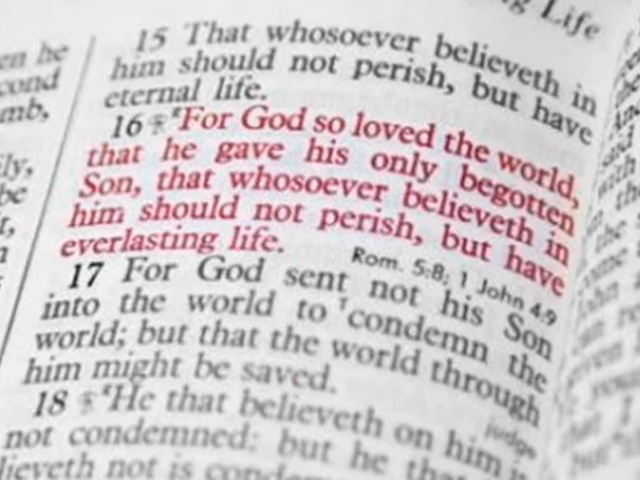 Life
15 That whosoever believeth in
him should not perish, but have
eternal life.
16 For God so loved the world,
that he gave his only begotten
Son, that whosoever believeth in
him should not perish, but have
everlasting life.
Rom. 5:8; 1 John 4:9
17 For God sent not his Son
into the world to condemn the
world; but that the world through
him might be saved.
judge
18 He that believeth on him
not condemned: but he
lieveth not is